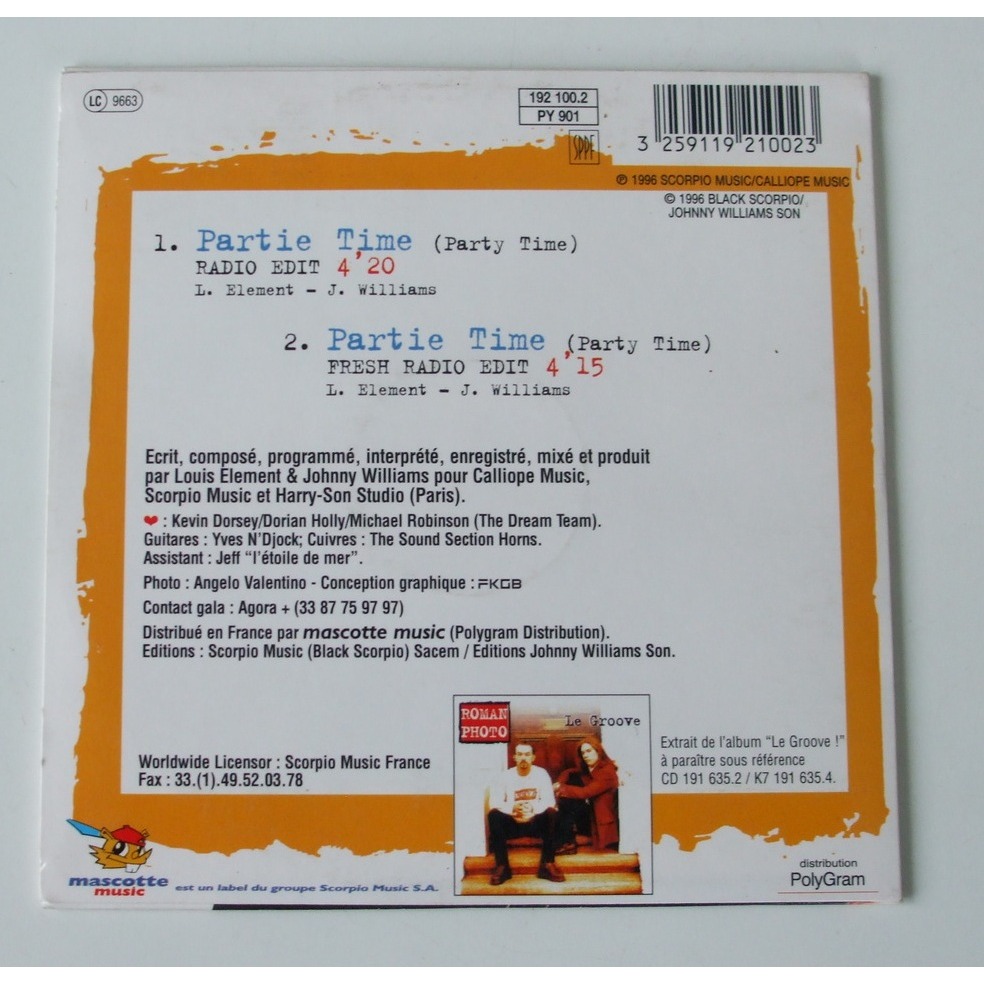 LC 9663
192 100.2
PY 901
SPPF
3 259119 210023
℗ 1996 SCORPIO MUSIC/CALLIOPE MUSIC
© 1996 BLACK SCORPIO/
JOHNNY WILLIAMS SON
1. Partie Time (Party Time)
RADIO EDIT 4'20
L. Element - J. Williams
2. Partie Time (Party Time)
FRESH RADIO EDIT 4'15
L. Element - J. Williams
Ecrit, composé, programmé, interprété, enregistré, mixé et produit
par Louis Element & Johnny Williams pour Calliope Music,
Scorpio Music et Harry-Son Studio (Paris).
❤ : Kevin Dorsey/Dorian Holly/Michael Robinson (The Dream Team).
Guitares : Yves N'Djock; Cuivres : The Sound Section Horns.
Assistant : Jeff "l'étoile de mer".
Photo : Angelo Valentino - Conception graphique : FKGB
Contact gala : Agora + (33 87 75 97 97)
Distribué en France par mascotte music (Polygram Distribution).
Editions : Scorpio Music (Black Scorpio) Sacem / Editions Johnny Williams Son.
ROMAN
PHOTO
Le Groove
Extrait de l'album "Le Groove !"
à paraître sous référence
CD 191 635.2 / K7 191 635.4.
Worldwide Licensor : Scorpio Music France
Fax : 33.(1).49.52.03.78
mascotte
music
est un label du groupe Scorpio Music S.A.
distribution
PolyGram